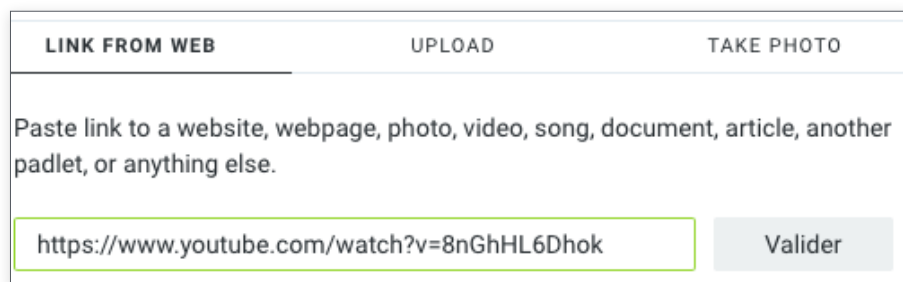 LINK FROM WEB UPLOAD TAKE PHOTO
Paste link to a website, webpage, photo, video, song, document, article, another
padlet, or anything else.
https://www.youtube.com/watch?v=8nGhHL6Dhok Valider